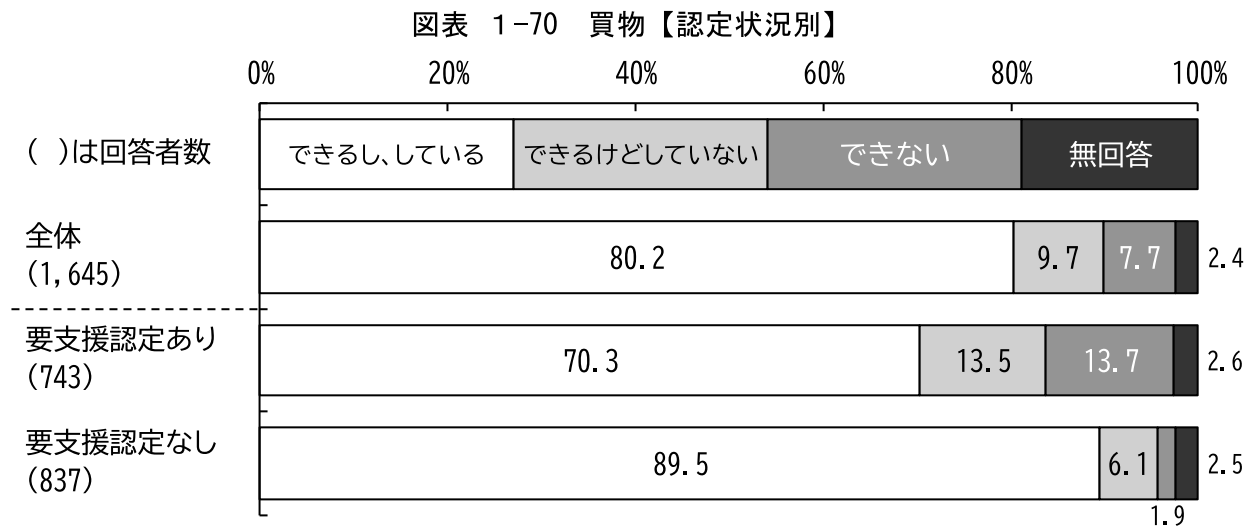 図表 1-70 買物【認定状況別】
0% 20% 40% 60% 80% 100%
( )は回答者数 できるし、している できるけどしていない できない 無回答
全体
(1,645)
80.2 9.7 7.7 2.4
要支援認定あり
(743)
70.3 13.5 13.7 2.6
要支援認定なし
(837)
89.5 6.1 2.5
1.9